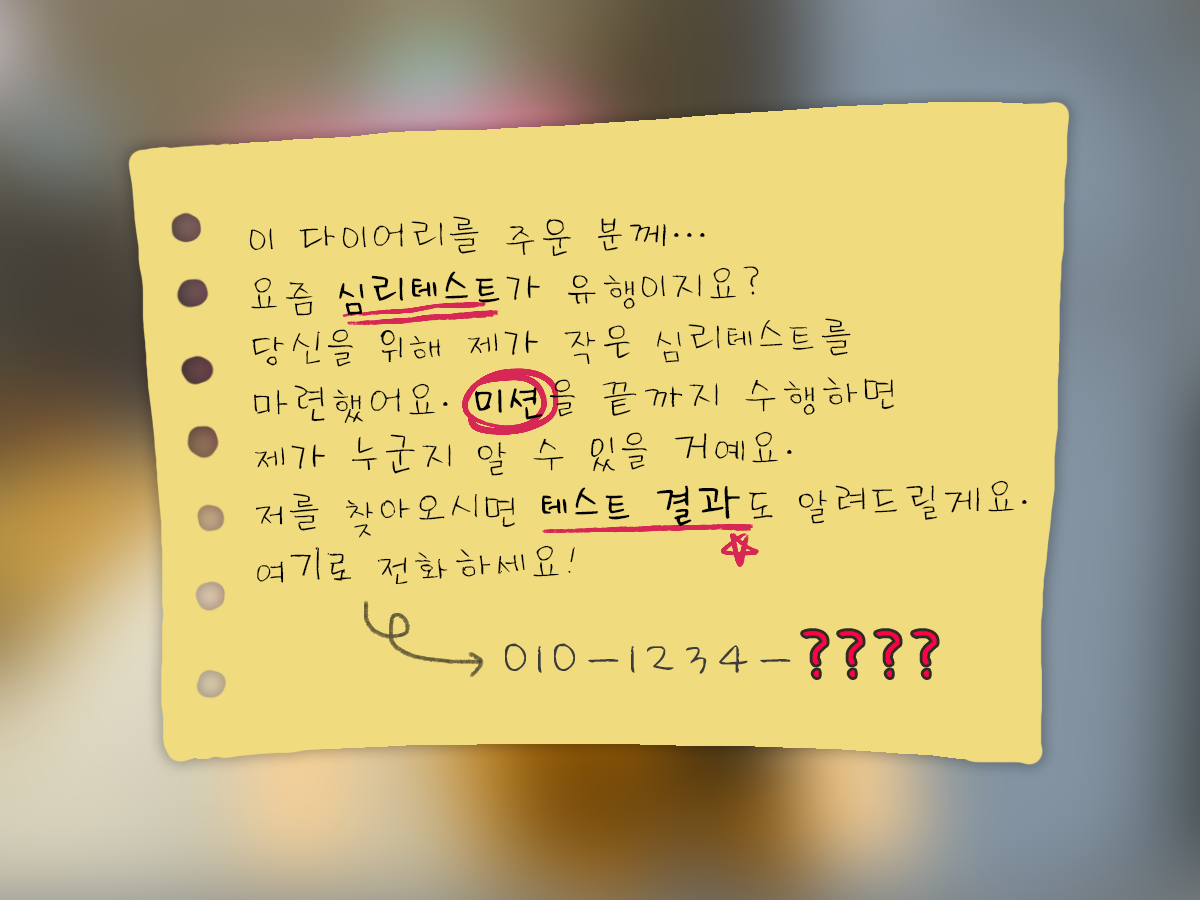 이 다이어리를 주운 분께...
요즘 심리테스트가 유행이지요?
당신을 위해 제가 작은 심리테스트를
마련했어요. 미션을 끝까지 수행하면
제가 누군지 알 수 있을 거예요.
저를 찾아오시면 테스트 결과도 알려드릴게요.
여기로 전화하세요!
010-1234-????